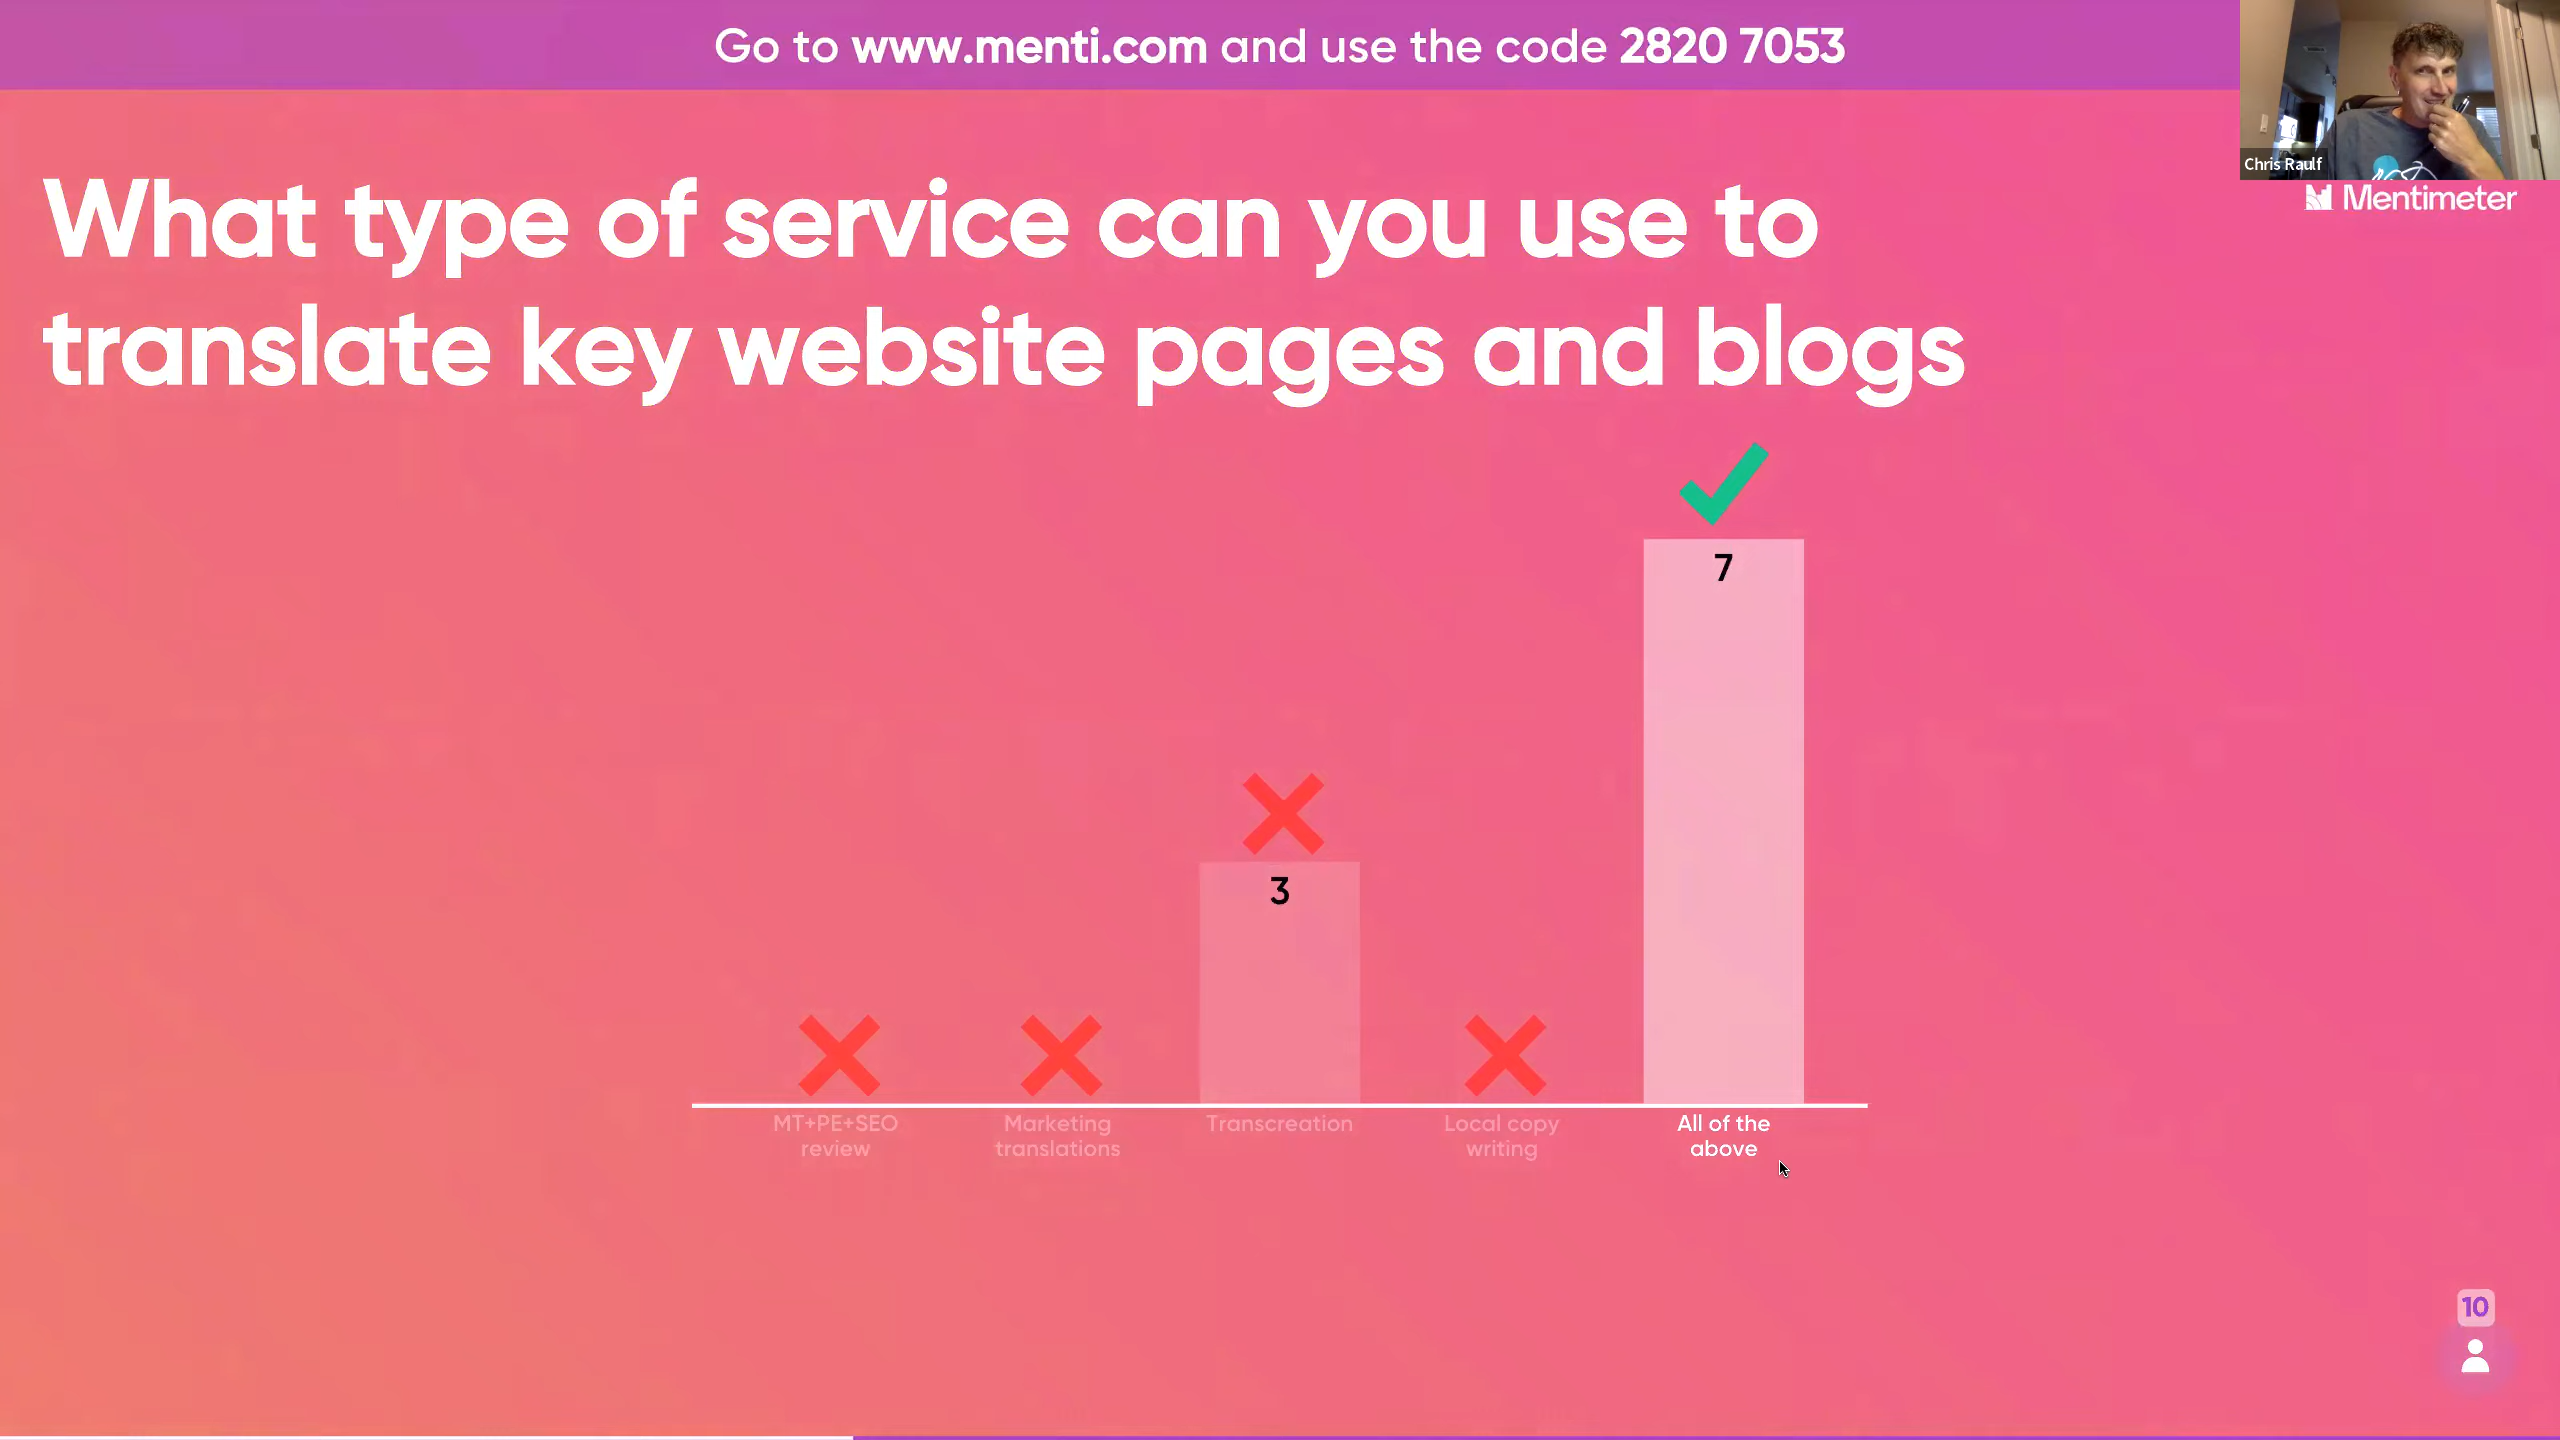 Go to www.menti.com and use the code 2820 7053
Chris Raulf
Mentimeter
What type of service can you use to
translate key website pages and blogs
7
3
MT+PE+SEO
review
Marketing
translations
Transcreation
Local copy
writing
All of the
above
10